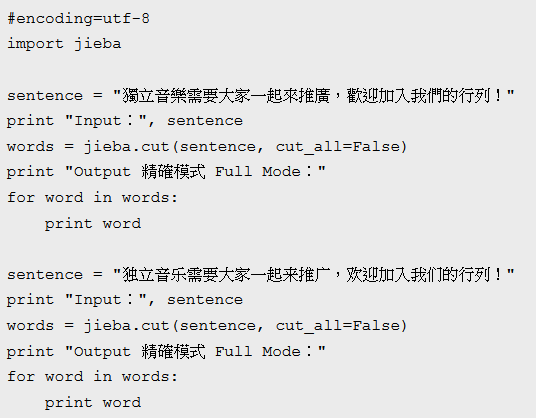 #encoding=utf-8
import jieba
sentence = "獨立音樂需要大家一起來推廣，歡迎加入我們的行列！"
print "Input：", sentence
words = jieba.cut(sentence, cut_all=False)
print "Output 精確模式 Full Mode："
for word in words:
    print word
sentence = "独立音乐需要大家一起来推广，欢迎加入我们的行列！"
print "Input：", sentence
words = jieba.cut(sentence, cut_all=False)
print "Output 精確模式 Full Mode："
for word in words:
    print word